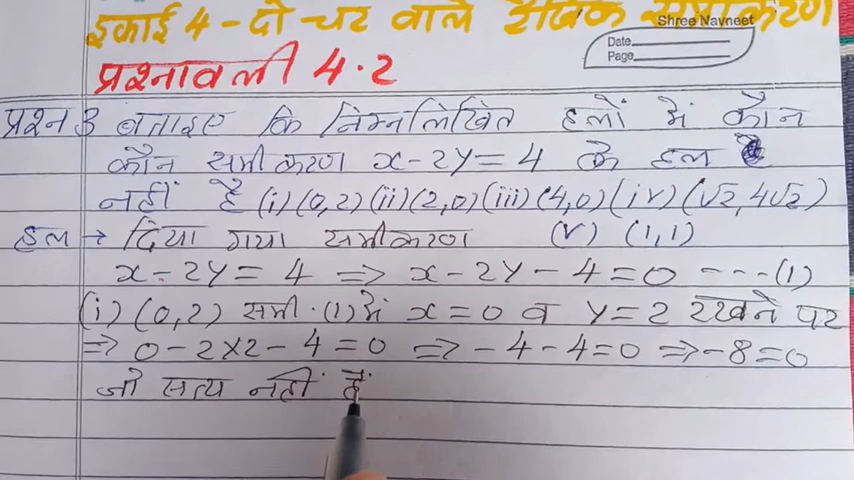 इकाई 4 - दो चर वाले रैखिक समीकरण
Shree Navneet
Date
Page
प्रश्नावली 4.2
प्रश्न 3 बताइए कि निम्नलिखित हलों में कौन
कौन समीकरण x-2y=4 के हल
नहीं है (i) (0,2) (ii) (2,0) (iii) (4,0) (iv) (√2, 4√2)
हल → दिया गया समीकरण (v) (1,1)
x-2y=4 ⇒ x-2y-4=0 ---(1)
(i) (0,2) समी.(1) में x=0 व y=2 रखने पर
⇒ 0-2×2-4=0 ⇒ -4-4=0 ⇒ -8=0
जो सत्य नहीं है